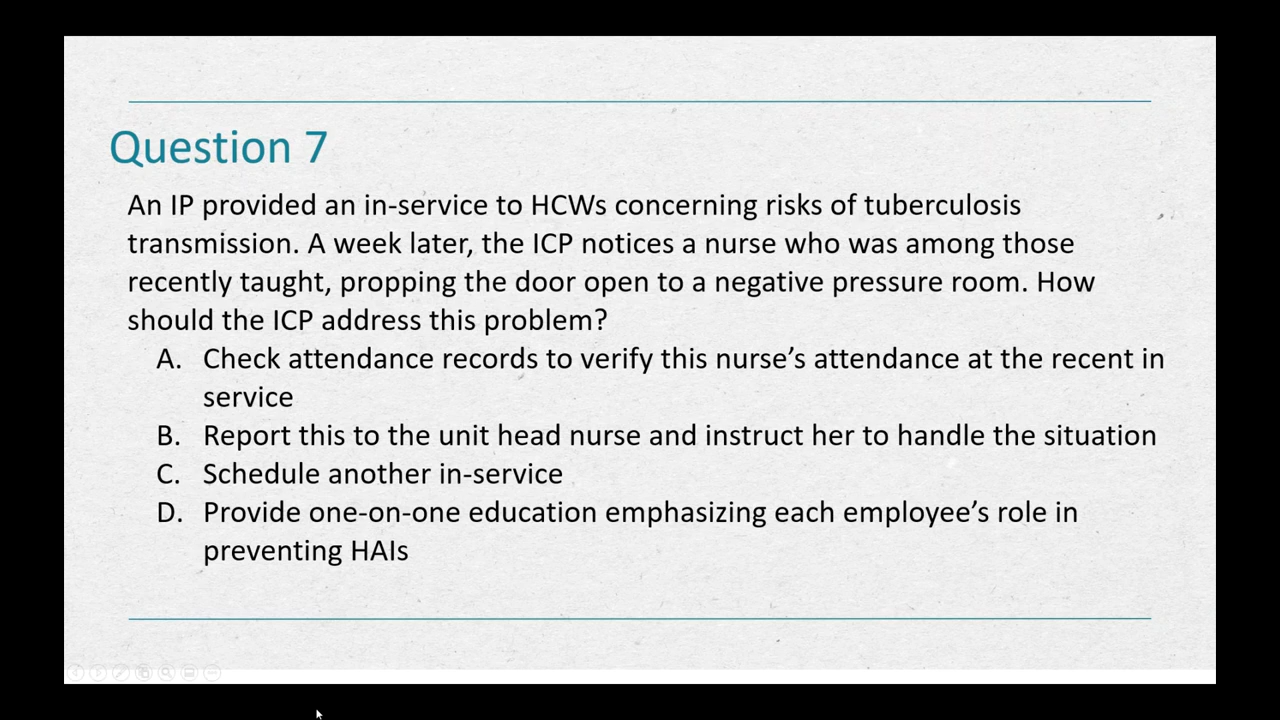 Question 7
An IP provided an in-service to HCWs concerning risks of tuberculosis
transmission. A week later, the ICP notices a nurse who was among those
recently taught, propping the door open to a negative pressure room. How
should the ICP address this problem?
A. Check attendance records to verify this nurse’s attendance at the recent in
service
B. Report this to the unit head nurse and instruct her to handle the situation
C. Schedule another in-service
D. Provide one-on-one education emphasizing each employee’s role in
preventing HAIs